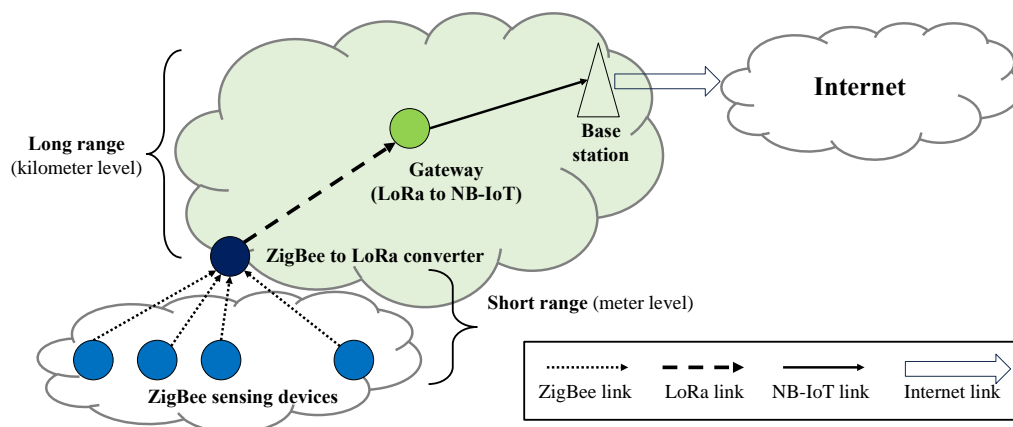 Internet
Base
station
Long range
(kilometer level)
Gateway
(LoRa to NB-IoT)
ZigBee to LoRa converter
Short range (meter level)
ZigBee sensing devices
ZigBee link
LoRa link
NB-IoT link
Internet link